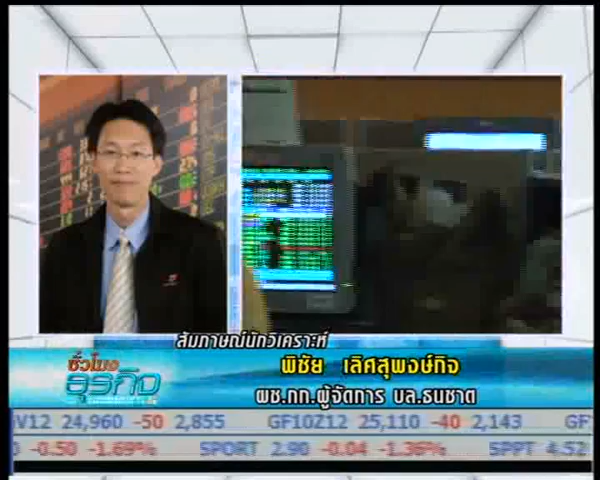 สัมภาษณ์นักวิเคราะห์
ชั่วโมง
ธุรกิจ
พิชัย เลิศสุพงษ์กิจ
ผช.กก.ผู้จัดการ บล.ธนชาต
V12 24,960 -50 2,855 GF10Z12 25,110 -40 2,143 GF
-0.50 -1.69% SPORT 2.90 -0.04 -1.36% SPPT 4.52